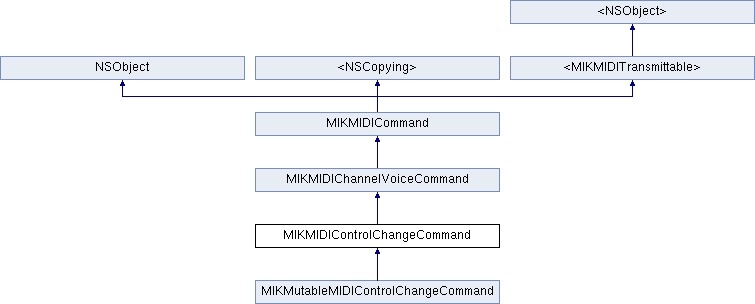 <NSObject>
NSObject
<NSCopying>
<MIKMIDITransmittable>
MIKMIDICommand
MIKMIDIChannelVoiceCommand
MIKMIDIControlChangeCommand
MIKMutableMIDIControlChangeCommand